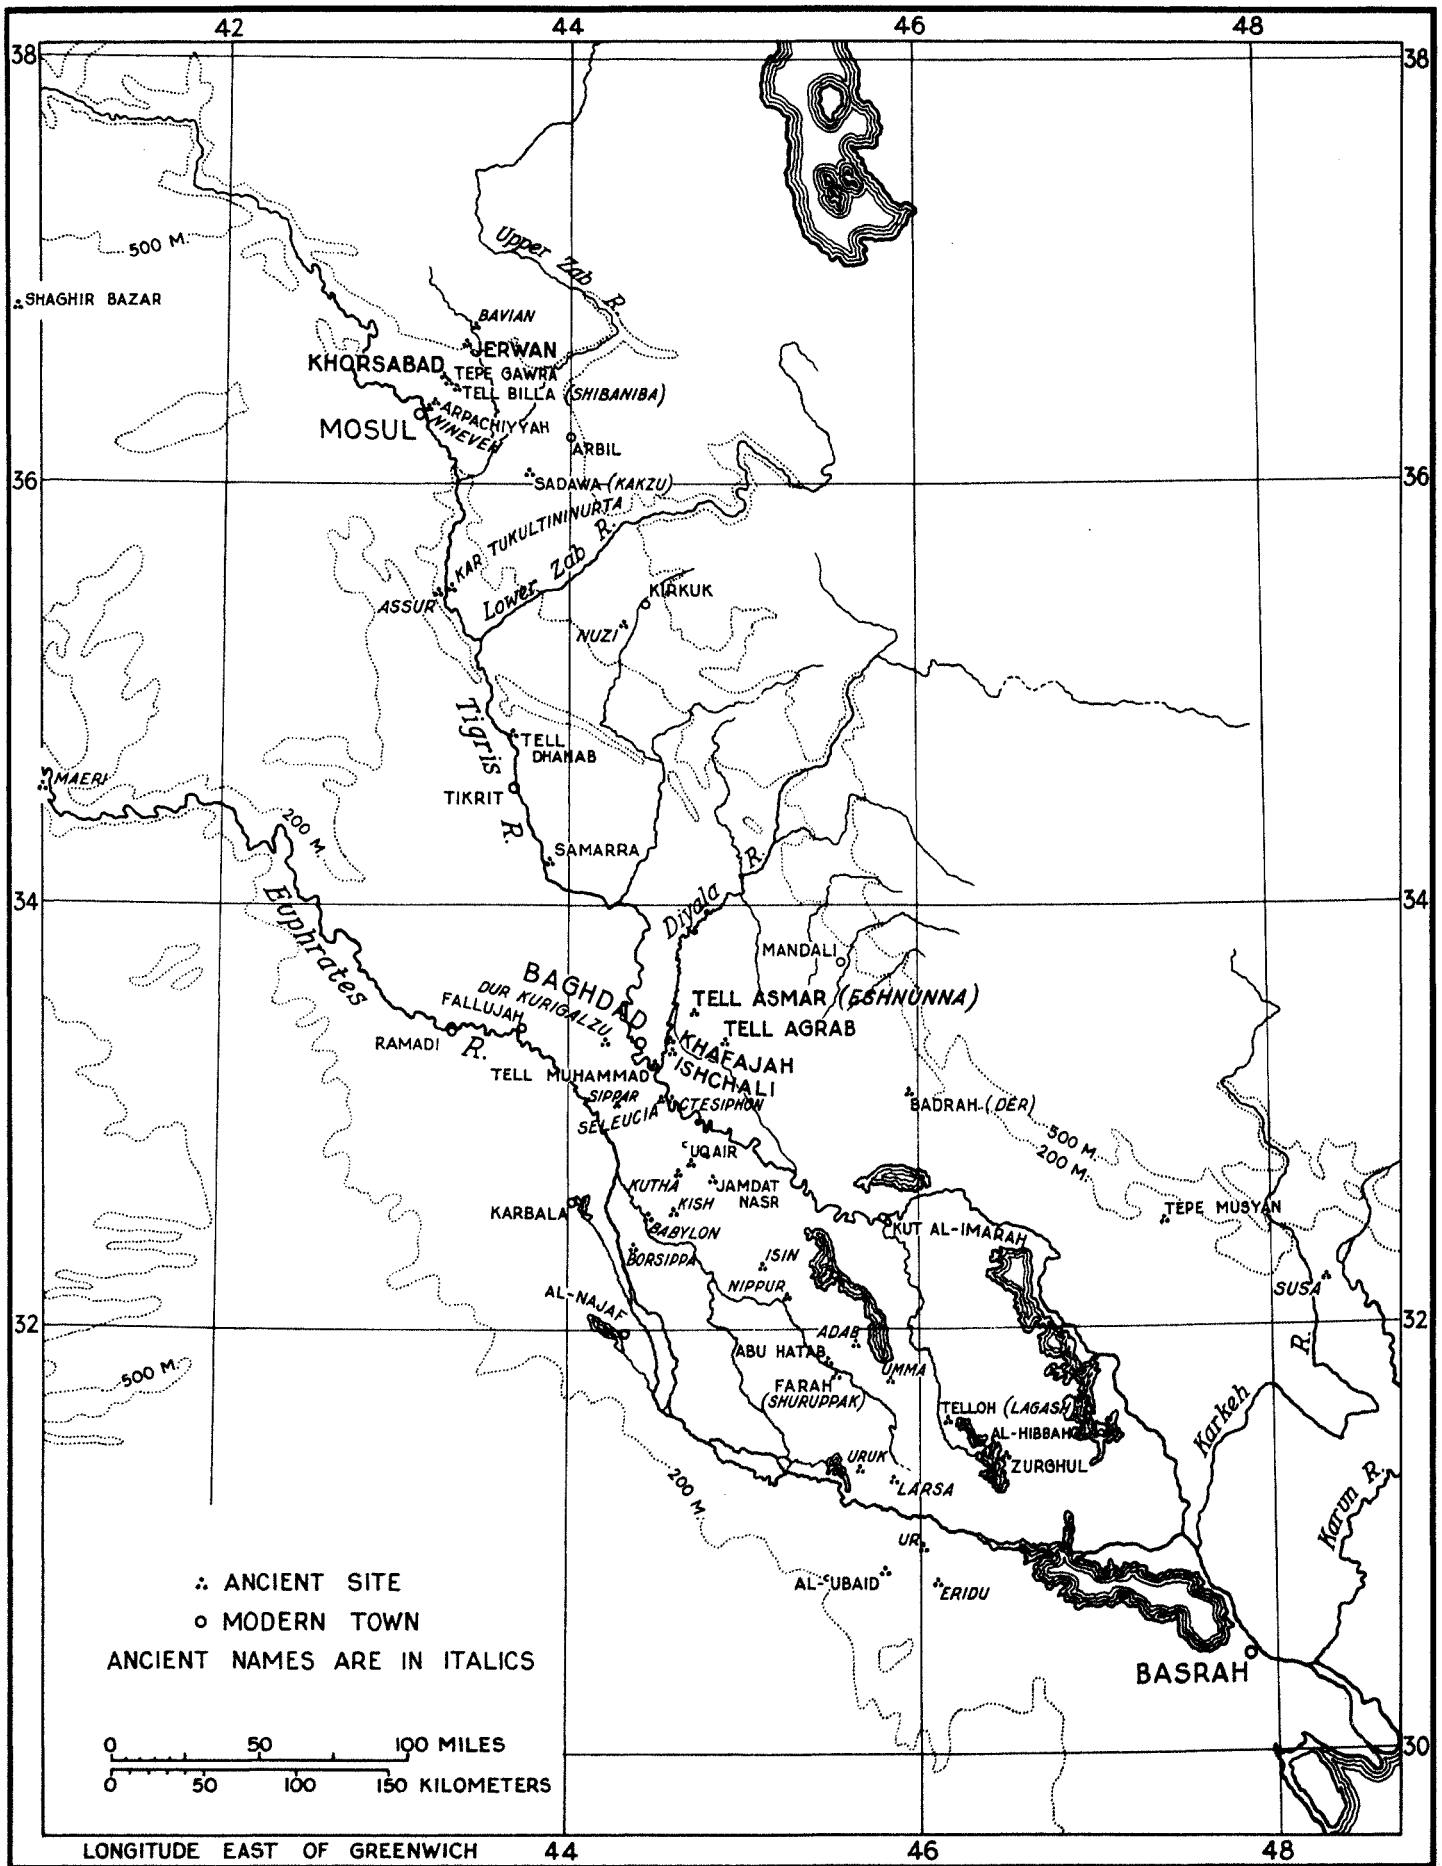 42 44 46 48
38 38
500 M.
Upper Zab R.
SHAGHIR BAZAR
BAVIAN
JERWAN
KHORSABAD
TEPE GAWRA
TELL BILLA (SHIBANIBA)
ARPACHIYYAH
MOSUL
NINEVEH
ARBIL
36 36
SADAWA (KAKZU)
KAR TUKULTININURTA
Lower Zab R.
ASSUR
KIRKUK
NUZI
Tigris R.
TELL
DHAHAB
MAERI
TIKRIT
200 M.
SAMARRA
34 34
Euphrates R.
Diyala R.
MANDALI
BAGHDAD
DUR KURIGALZU
FALLUJAH
TELL ASMAR (ESHNUNNA)
TELL AGRAB
RAMADI
KHAFAJAH
ISHCHALI
TELL MUHAMMAD
SIPPAR
SELEUCIA
CTESIPHON
BADRAH (DER)
500 M.
200 M.
ʿUQAIR
KUTHA
JAMDAT
NASR
KISH
KARBALA
BABYLON
TEPE MUSYAN
KUT AL-IMARAH
BORSIPPA
ISIN
NIPPUR
SUSA
AL-NAJAF
32 32
ADAB
ABU HATAB
UMMA
500 M.
FARAH
(SHURUPPAK)
TELLOH (LAGASH)
AL-HIBBAH
ZURGHUL
Karkeh R.
URUK
LARSA
200 M.
Karun R.
UR
AL-ʿUBAID
ERIDU
BASRAH
ANCIENT SITE
MODERN TOWN
ANCIENT NAMES ARE IN ITALICS
0 50 100 MILES
0 50 100 150 KILOMETERS
30
LONGITUDE EAST OF GREENWICH 44 46 48